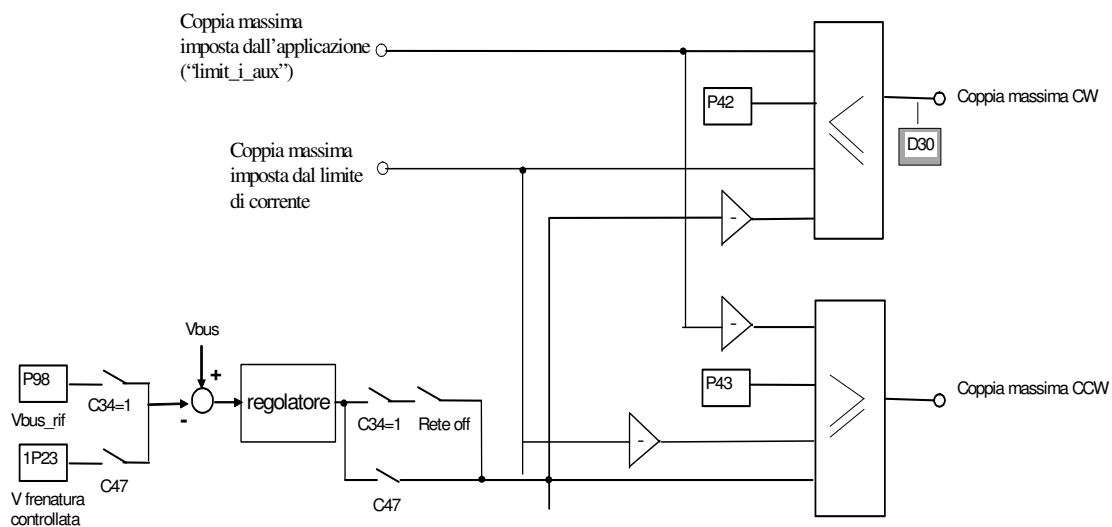 Coppia massima
imposta dall'applicazione
("limit_i_aux")
P42
Coppia massima CW
D30
Coppia massima
imposta dal limite
di corrente
-
-
Vbus
+
P98
C34=1
-
regolatore
C34=1
Rete off
P43
Coppia massima CCW
Vbus_rif
-
1P23
C47
C47
V frenatura
controllata